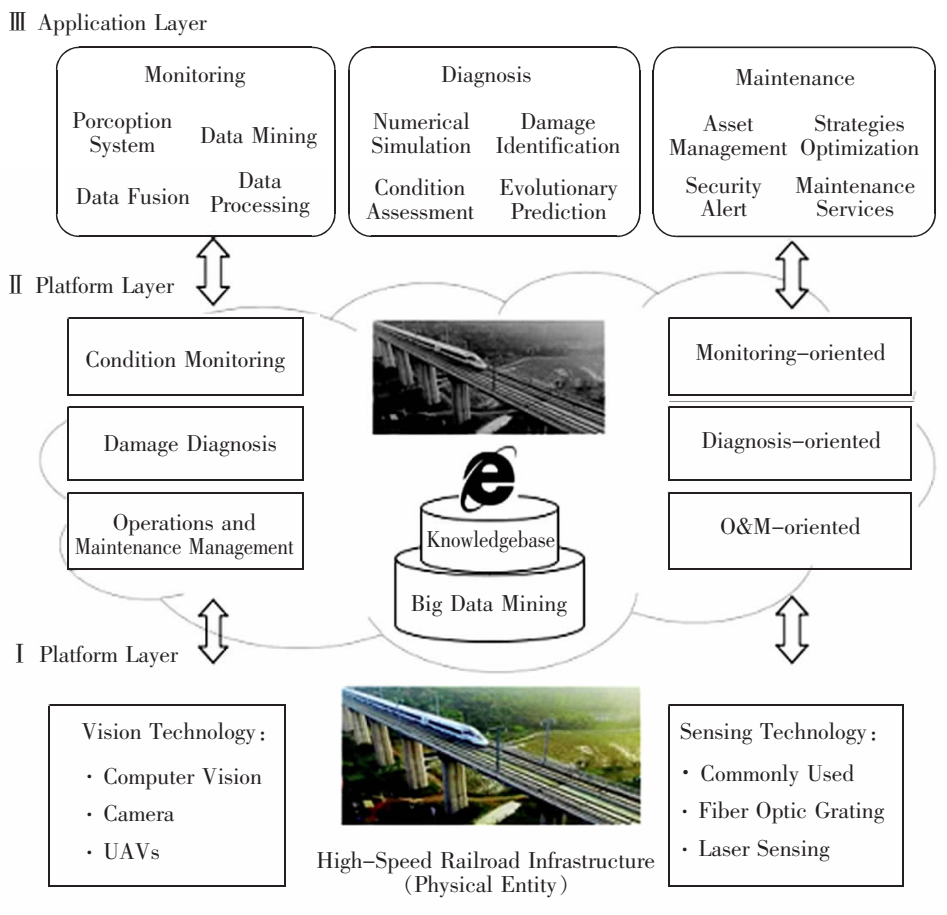 Ⅲ Application Layer
Monitoring
Porcoption
System
Data Mining
Data Fusion
Data
Processing
Diagnosis
Numerical
Simulation
Damage
Identification
Condition
Assessment
Evolutionary
Prediction
Maintenance
Asset
Management
Strategies
Optimization
Security
Alert
Maintenance
Services
Ⅱ Platform Layer
Condition Monitoring
Damage Diagnosis
Operations and
Maintenance Management
Knowledgebase
Big Data Mining
Monitoring-oriented
Diagnosis-oriented
O&M-oriented
Ⅰ Platform Layer
Vision Technology:
· Computer Vision
· Camera
· UAVs
High-Speed Railroad Infrastructure
(Physical Entity)
Sensing Technology:
· Commonly Used
· Fiber Optic Grating
· Laser Sensing